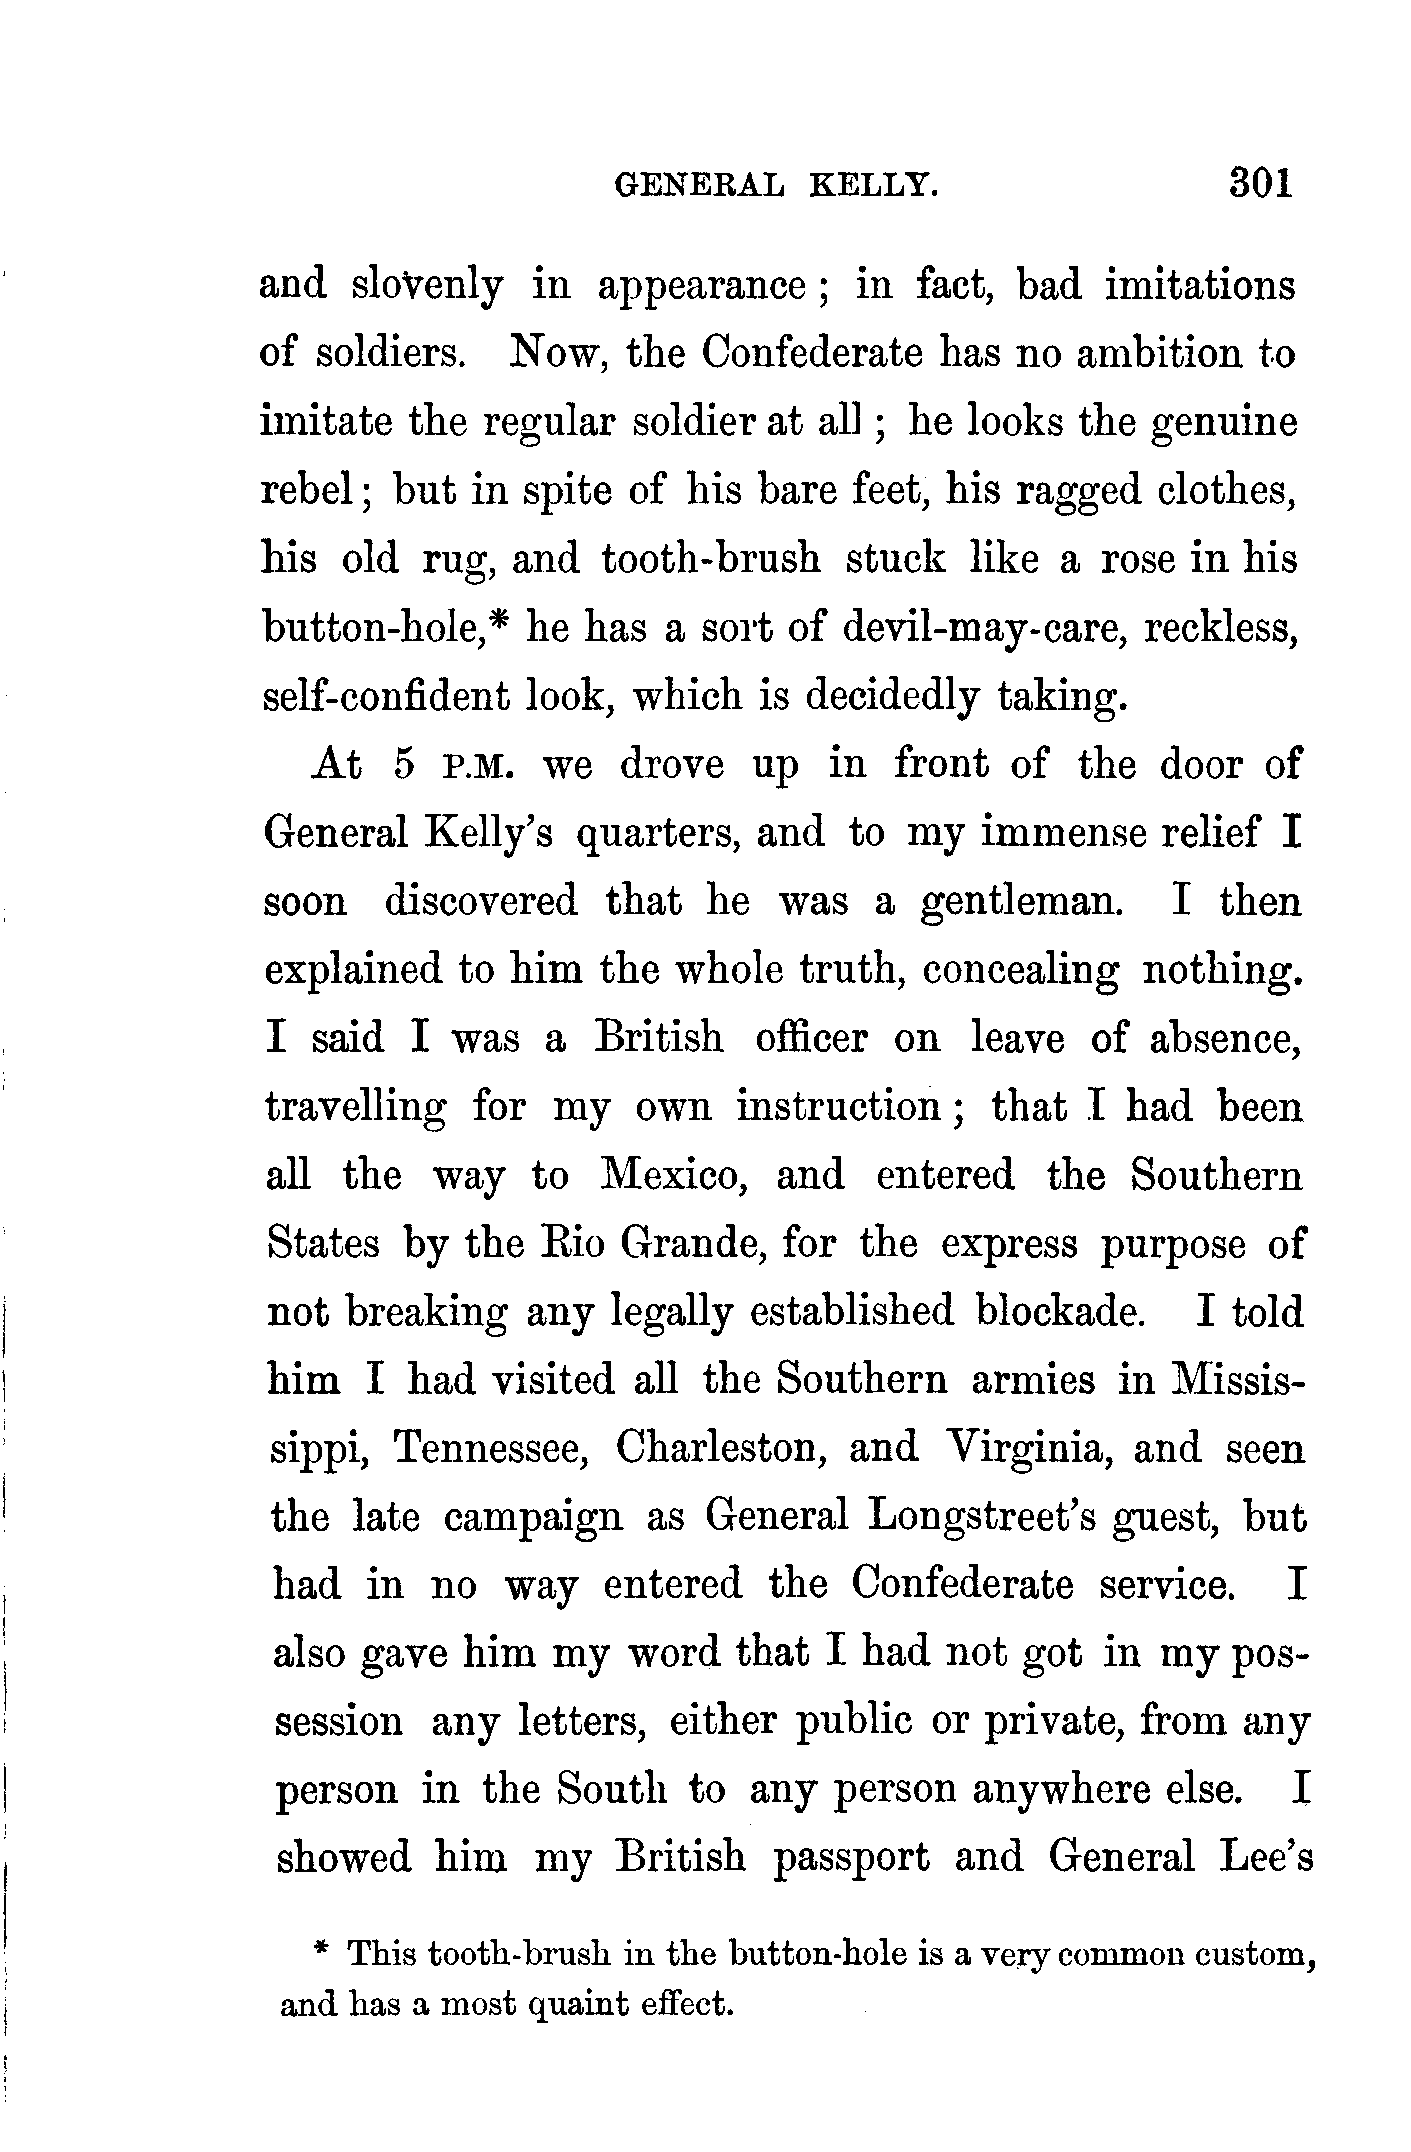 GENERAL KELLY. 301
and slovenly in appearance ; in fact, bad imitations
of soldiers. Now, the Confederate has no ambition to
imitate the regular soldier at all ; he looks the genuine
rebel ; but in spite of his bare feet, his ragged clothes,
his old rug, and tooth-brush stuck like a rose in his
button-hole,* he has a sort of devil-may-care, reckless,
self-confident look, which is decidedly taking.
At 5 P.M. we drove up in front of the door of
General Kelly's quarters, and to my immense relief I
soon discovered that he was a gentleman. I then
explained to him the whole truth, concealing nothing.
I said I was a British officer on leave of absence,
travelling for my own instruction ; that I had been
all the way to Mexico, and entered the Southern
States by the Rio Grande, for the express purpose of
not breaking any legally established blockade. I told
him I had visited all the Southern armies in Missis-
sippi, Tennessee, Charleston, and Virginia, and seen
the late campaign as General Longstreet's guest, but
had in no way entered the Confederate service. I
also gave him my word that I had not got in my pos-
session any letters, either public or private, from any
person in the South to any person anywhere else. I
showed him my British passport and General Lee's
* This tooth-brush in the button-hole is a very common custom,
and has a most quaint effect.